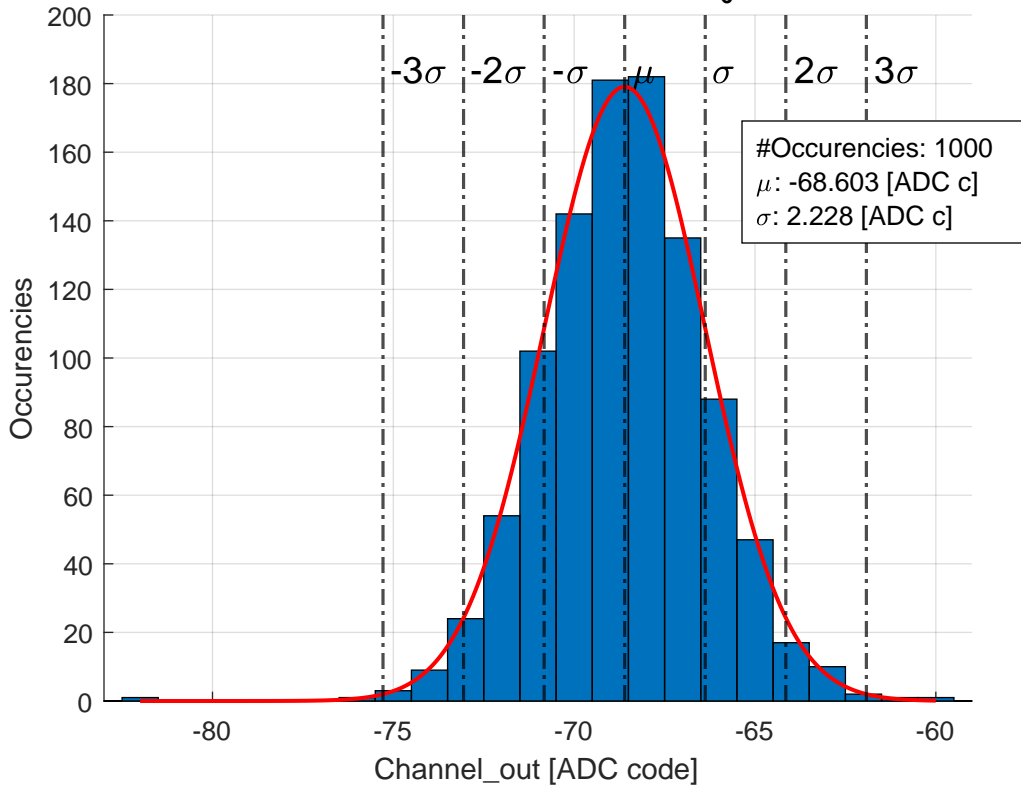 200
-3σ -2σ -σ μ σ 2σ 3σ
180
160
#Occurencies: 1000
μ: -68.603 [ADC c]
σ: 2.228 [ADC c]
140
120
100
80
60
40
20
0
Occurencies
-80 -75 -70 -65 -60
Channel_out [ADC code]